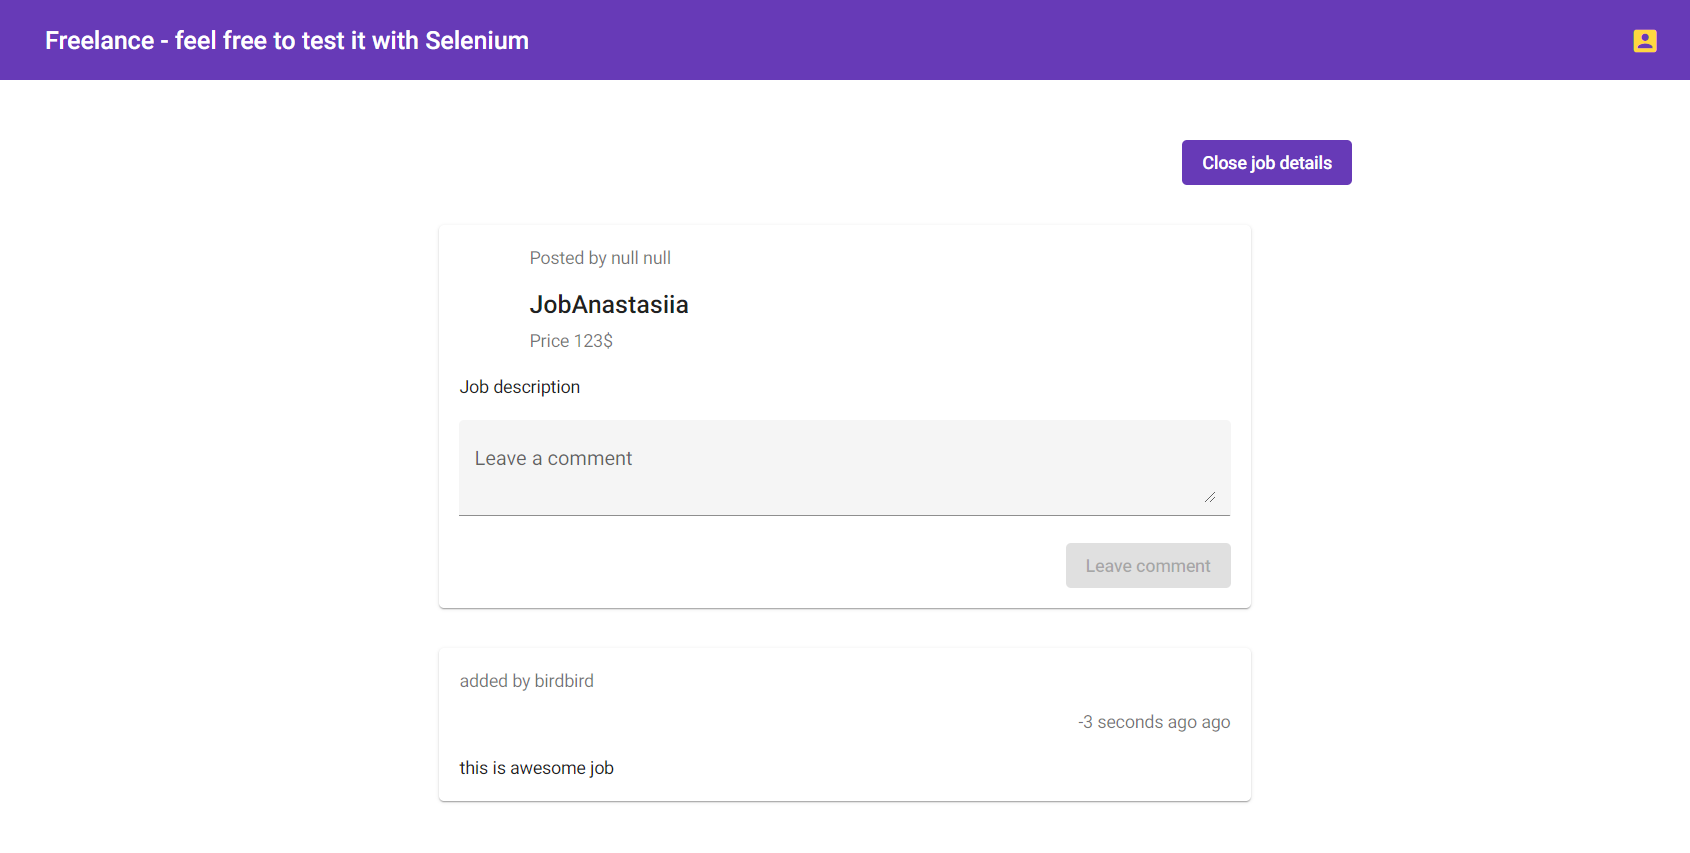 Freelance - feel free to test it with Selenium
Close job details
Posted by null null
JobAnastasiia
Price 123$
Job description
Leave a comment
Leave comment
added by birdbird
-3 seconds ago ago
this is awesome job